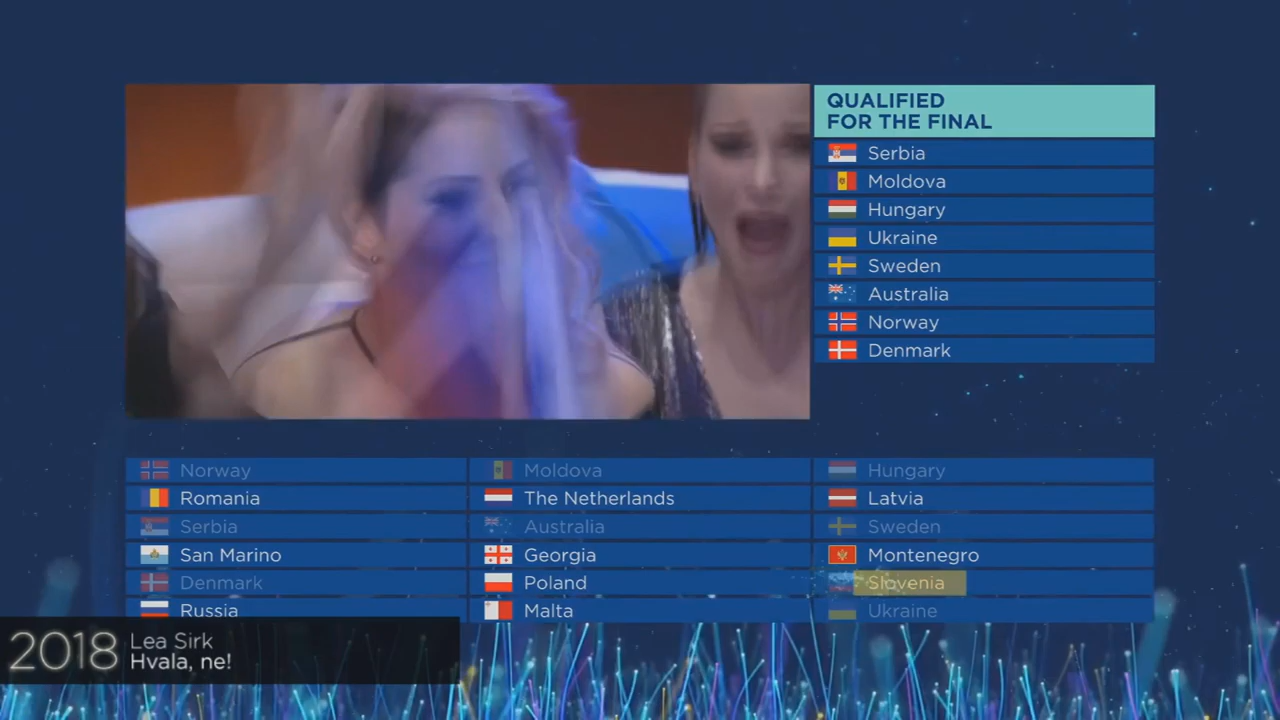 QUALIFIED
FOR THE FINAL
Serbia
Moldova
Hungary
Ukraine
Sweden
Australia
Norway
Denmark
Norway
Moldova
Hungary
Romania
The Netherlands
Latvia
Serbia
Australia
Sweden
San Marino
Georgia
Montenegro
Denmark
Poland
Slovenia
Russia
Malta
Ukraine
2018
Lea Sirk
Hvala, ne!